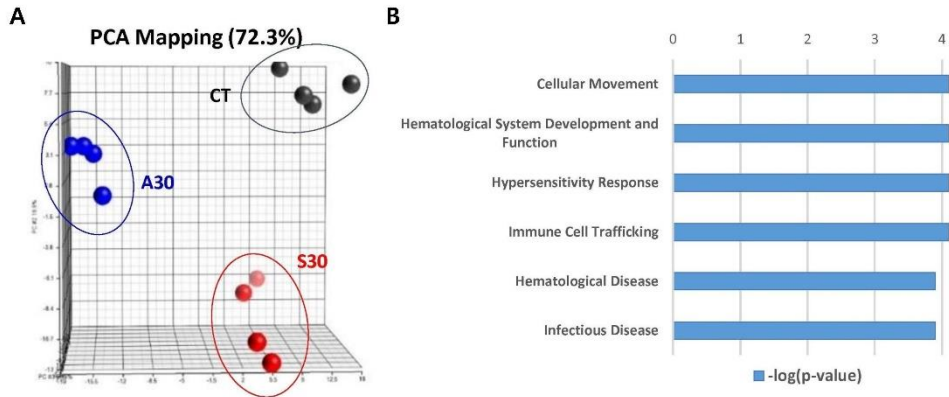 A
PCA Mapping (72.3%)
CT
A30
S30
B
0 1 2 3 4
Cellular Movement
Hematological System Development and
Function
Hypersensitivity Response
Immune Cell Trafficking
Hematological Disease
Infectious Disease
-log(p-value)